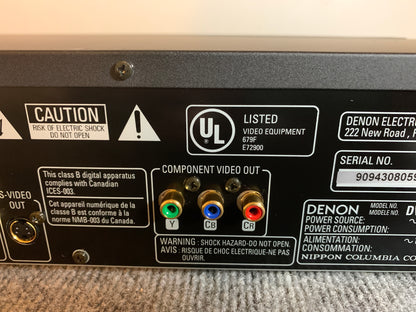 CAUTION
RISK OF ELECTRIC SHOCK
DO NOT OPEN
UL
LISTED
VIDEO EQUIPMENT
679F
E72900
DENON ELECTR
222 New Road,
SERIAL NO.
9094308059
This class B digital apparatus
complies with Canadian
ICES-003.
Cet appareil numérique de la
classe B est conforme à la
norme NMB-003 du Canada.
S-VIDEO
OUT
COMPONENT VIDEO OUT
Y
CB
CR
WARNING : SHOCK HAZARD-DO NOT OPEN.
AVIS : RISQUE DE CHOC ELECTRIQUE-NE PAS
OUVRIR.
DENON
MODEL NO.
MODELE NO.
POWER SOURCE:
POWER CONSUMPTION:
ALIMENTATION:
CONSOMMATION:
NIPPON COLUMBIA CO